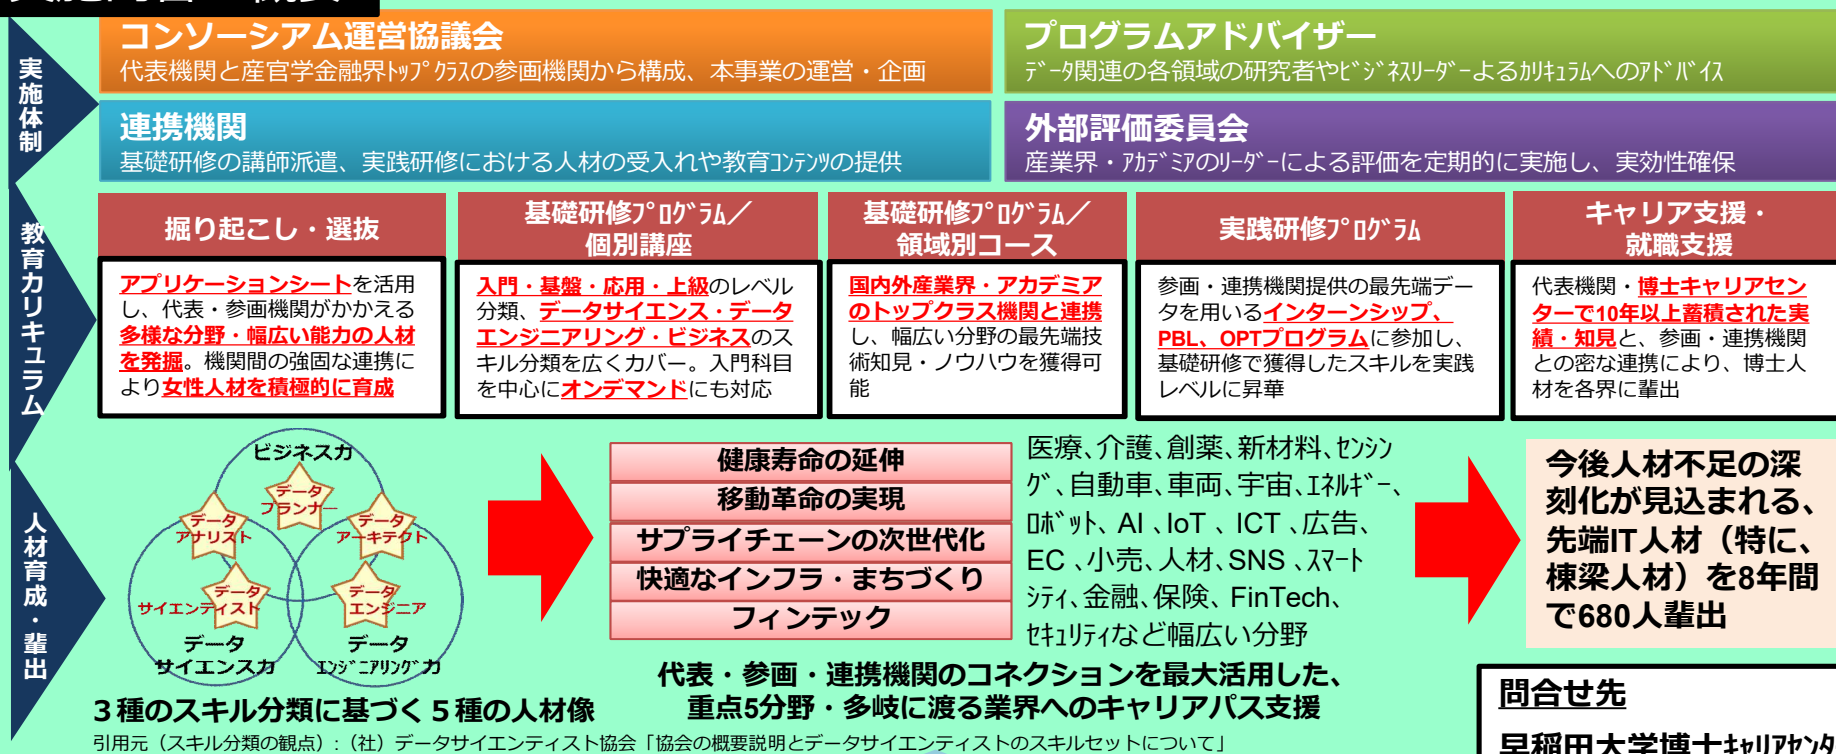 実施体制
コンソーシアム運営協議会
代表機関と産官学金融界ﾄｯﾌﾟｸﾗｽの参画機関から構成、本事業の運営・企画
プログラムアドバイザー
ﾃﾞｰﾀ関連の各領域の研究者やﾋﾞｼﾞﾈｽﾘｰﾀﾞｰよるｶﾘｷｭﾗﾑへのｱﾄﾞﾊﾞｲｽ
連携機関
基礎研修の講師派遣、実践研修における人材の受入れや教育ｺﾝﾃﾝﾂの提供
外部評価委員会
産業界・ｱｶﾃﾞﾐｱのﾘｰﾀﾞｰによる評価を定期的に実施し、実効性確保
教育カリキュラム
掘り起こし・選抜
アプリケーションシートを活用
し、代表・参画機関がかかえる
多様な分野・幅広い能力の人材
を発掘。機関間の強固な連携に
より女性人材を積極的に育成
基礎研修ﾌﾟﾛｸﾞﾗﾑ／
個別講座
入門・基盤・応用・上級のレベル
分類、データサイエンス・データ
エンジニアリング・ビジネスのス
キル分類を広くカバー。入門科目
を中心にオンデマンドにも対応
基礎研修ﾌﾟﾛｸﾞﾗﾑ／
領域別コース
国内外産業界・アカデミア
のトップクラス機関と連携
し、幅広い分野の最先端技
術知見・ノウハウを獲得可
能
実践研修ﾌﾟﾛｸﾞﾗﾑ
参画・連携機関提供の最先端デー
タを用いるインターンシップ、
PBL、OPTプログラムに参加し、
基礎研修で獲得したスキルを実践
レベルに昇華
キャリア支援・
就職支援
代表機関・博士キャリアセン
ターで10年以上蓄積された実
績・知見と、参画・連携機関
との密な連携により、博士人
材を各界に輩出
人材育成・輩出
ビジネス力
データ
プランナー
データ
アナリスト
データ
アーキテクト
データ
サイエンティスト
データ
エンジニア
データ
サイエンス力
データ
ｴﾝｼﾞﾆｱﾘﾝｸﾞ力
３種のスキル分類に基づく５種の人材像
健康寿命の延伸
移動革命の実現
サプライチェーンの次世代化
快適なインフラ・まちづくり
フィンテック
医療、介護、創薬、新材料、ｾﾝｼﾝ
ｸﾞ、自動車、車両、宇宙、ｴﾈﾙｷﾞｰ、
ﾛﾎﾞｯﾄ、AI 、IoT 、ICT 、広告、
EC 、小売、人材、SNS 、ｽﾏｰﾄ
ｼﾃｨ、金融、保険、FinTech、
ｾｷｭﾘﾃｨなど幅広い分野
代表・参画・連携機関のコネクションを最大活用した、
重点5分野・多岐に渡る業界へのキャリアパス支援
今後人材不足の深
刻化が見込まれる、
先端IT人材（特に、
棟梁人材）を8年間
で680人輩出
引用元（スキル分類の観点）：（社）データサイエンティスト協会「協会の概要説明とデータサイエンティストのスキルセットについて」
問合せ先
早稲田大学博士ｷｬﾘｱｾﾝﾀ